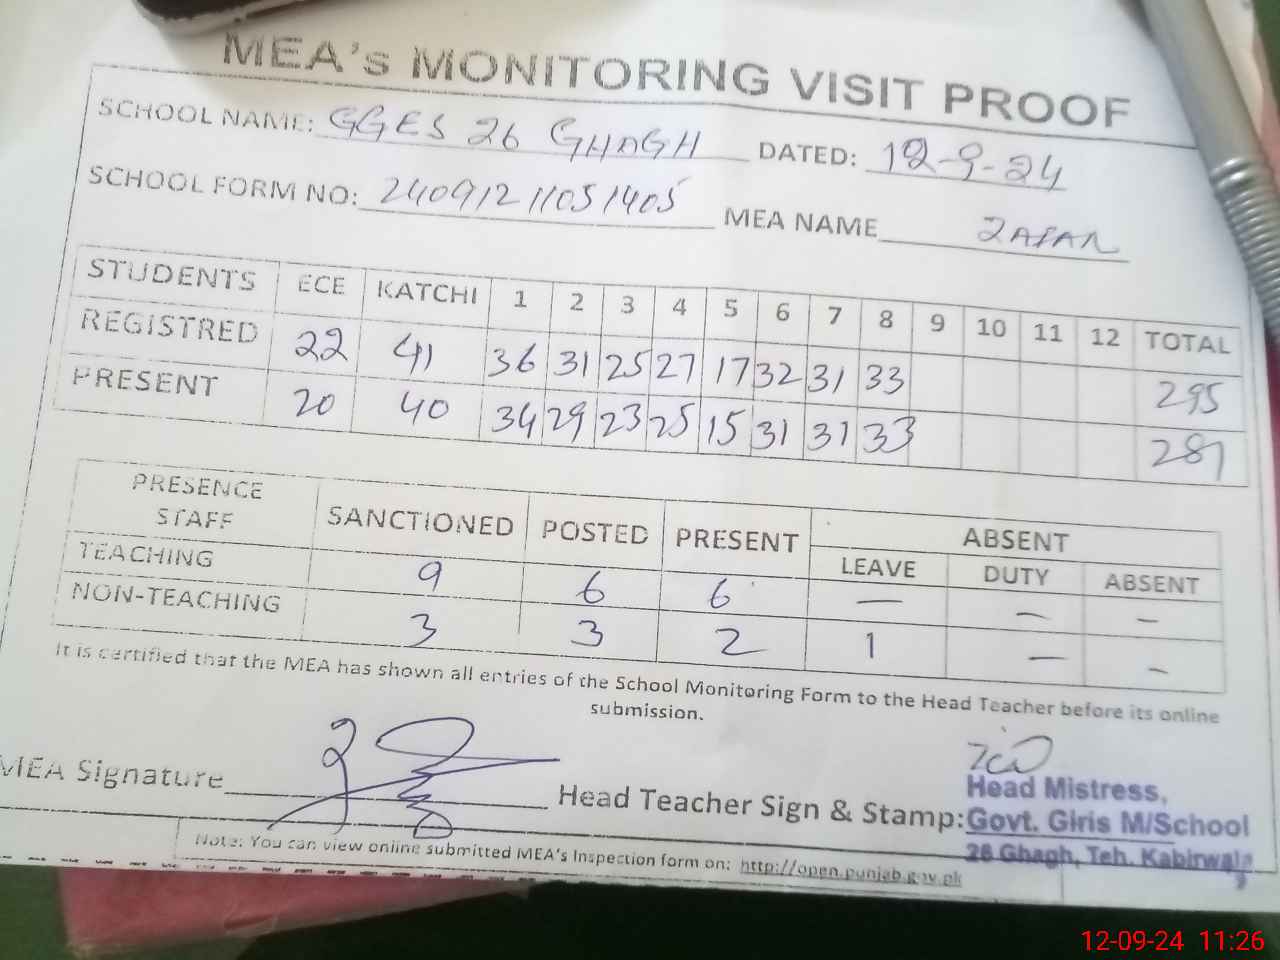 MEA's MONITORING VISIT PROOF
SCHOOL NAME: GGES 26 GHAGH DATED: 12-9-24
SCHOOL FORM NO: 24091211051405 MEA NAME ZAFAR
STUDENTS ECE KATCHI 1 2 3 4 5 6 7 8 9 10 11 12 TOTAL
REGISTRED 22 41 36 31 25 27 17 32 31 33 295
PRESENT 20 40 34 29 23 25 15 31 31 33 281
PRESENCE STAFF SANCTIONED POSTED PRESENT ABSENT
LEAVE DUTY ABSENT
TEACHING 9 6 6 — — —
NON-TEACHING 3 3 2 1 — —
It is certified that the MEA has shown all entries of the School Monitoring Form to the Head Teacher before its online
submission.
MEA Signature Head Teacher Sign & Stamp:
Head Mistress,
Govt. Girls M/School
26 Ghagh, Teh. Kabirwala
Note: You can view online submitted MEA's Inspection form on: http://open.punjab.gov.pk
12-09-24 11:26